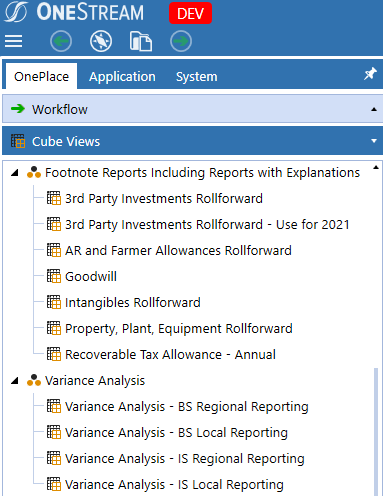 ONESTREAM DEV
OnePlace Application System
Workflow
Cube Views
Footnote Reports Including Reports with Explanations
3rd Party Investments Rollforward
3rd Party Investments Rollforward - Use for 2021
AR and Farmer Allowances Rollforward
Goodwill
Intangibles Rollforward
Property, Plant, Equipment Rollforward
Recoverable Tax Allowance - Annual
Variance Analysis
Variance Analysis - BS Regional Reporting
Variance Analysis - BS Local Reporting
Variance Analysis - IS Regional Reporting
Variance Analysis - IS Local Reporting